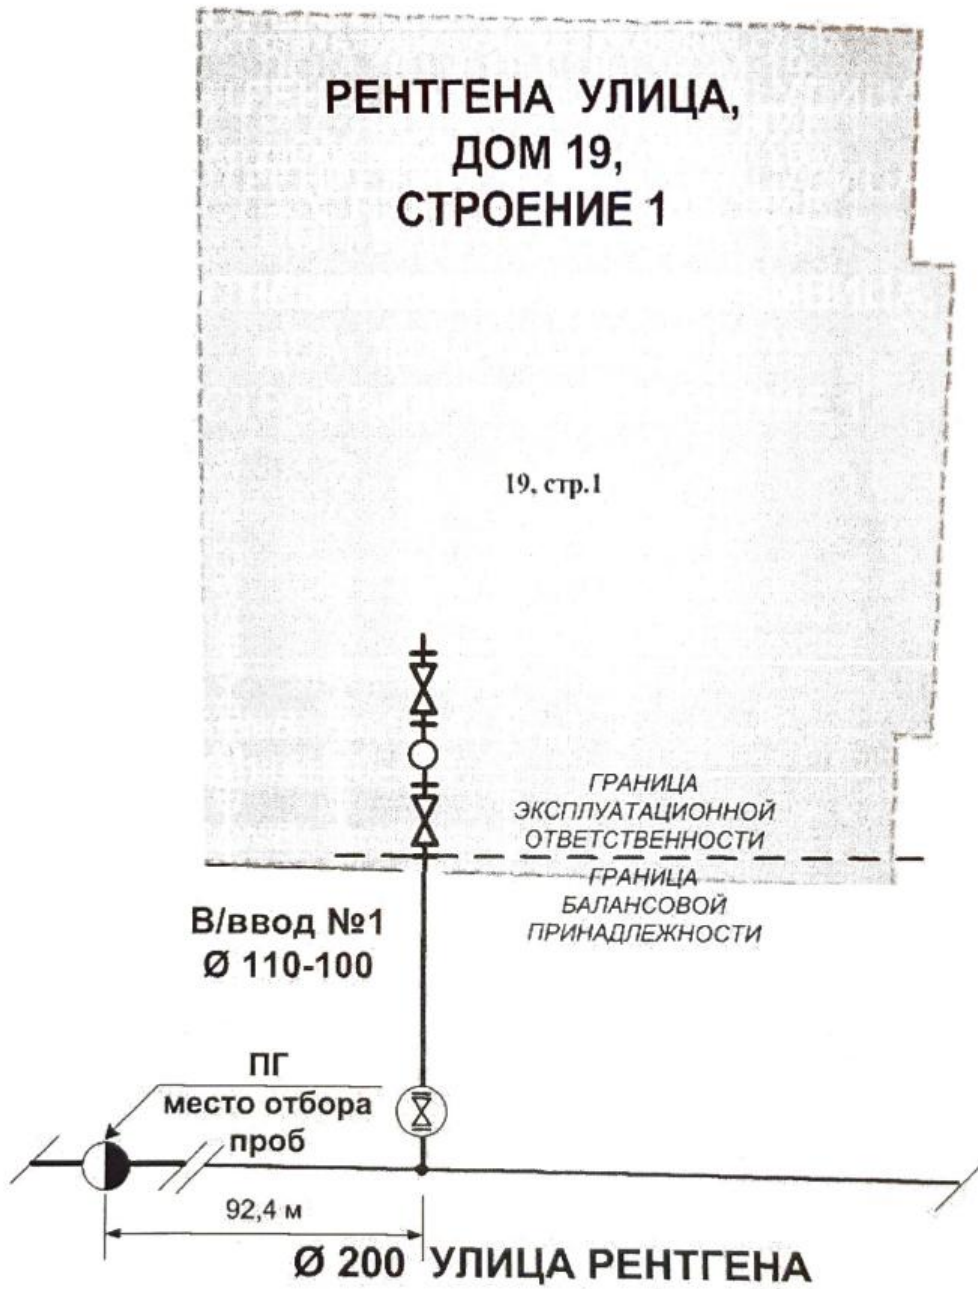 РЕНТГЕНА УЛИЦА,
ДОМ 19,
СТРОЕНИЕ 1
19, стр.1
ГРАНИЦА
ЭКСПЛУАТАЦИОННОЙ
ОТВЕТСТВЕННОСТИ
ГРАНИЦА
БАЛАНСОВОЙ
ПРИНАДЛЕЖНОСТИ
В/ввод №1
Ø 110-100
ПГ
место отбора
проб
92,4 м
Ø 200 УЛИЦА РЕНТГЕНА